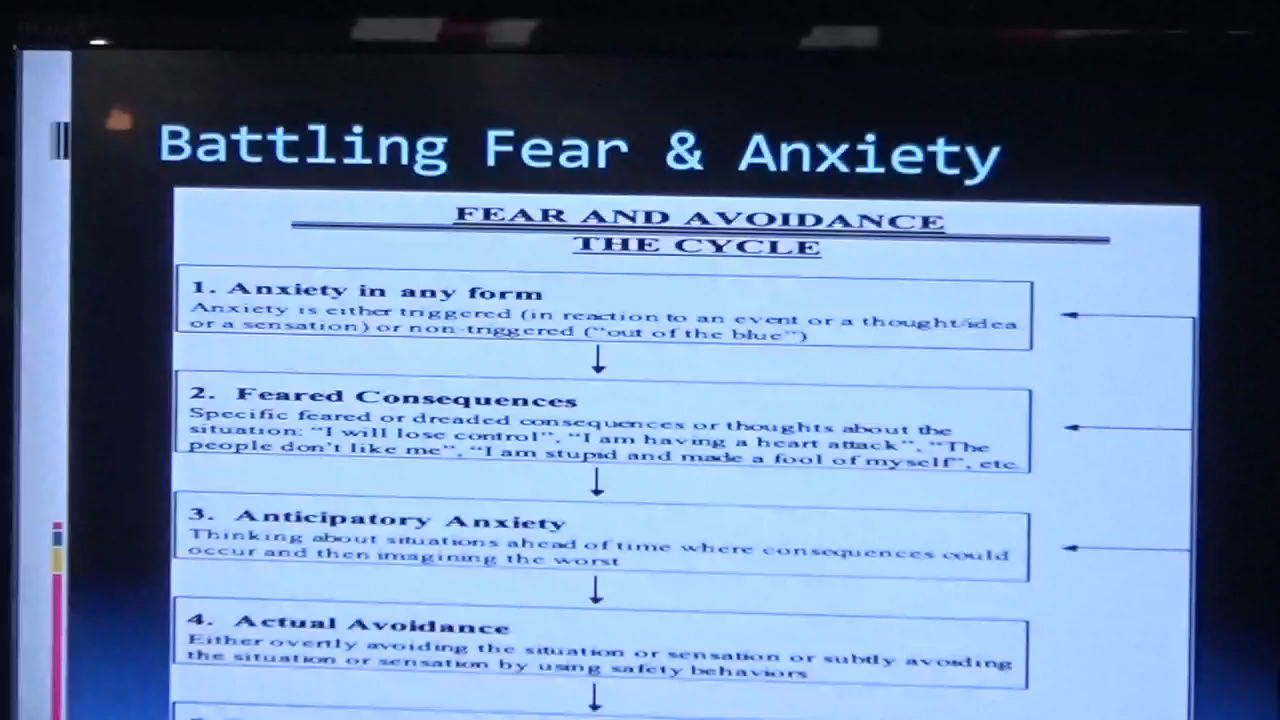 Battling Fear & Anxiety
FEAR AND AVOIDANCE
THE CYCLE
1. Anxiety in any form
Anxiety is either triggered (in reaction to an event or a thought/idea
or a sensation) or non-triggered ("out of the blue")
2. Feared Consequences
Specific feared or dreaded consequences or thoughts about the
situation: "I will lose control", "I am having a heart attack", "The
people don't like me", "I am stupid and made a fool of myself", etc.
3. Anticipatory Anxiety
Thinking about situations ahead of time where consequences could
occur and then imagining the worst
4. Actual Avoidance
Either overtly avoiding the situation or sensation or subtly avoiding
the situation or sensation by using safety behaviors